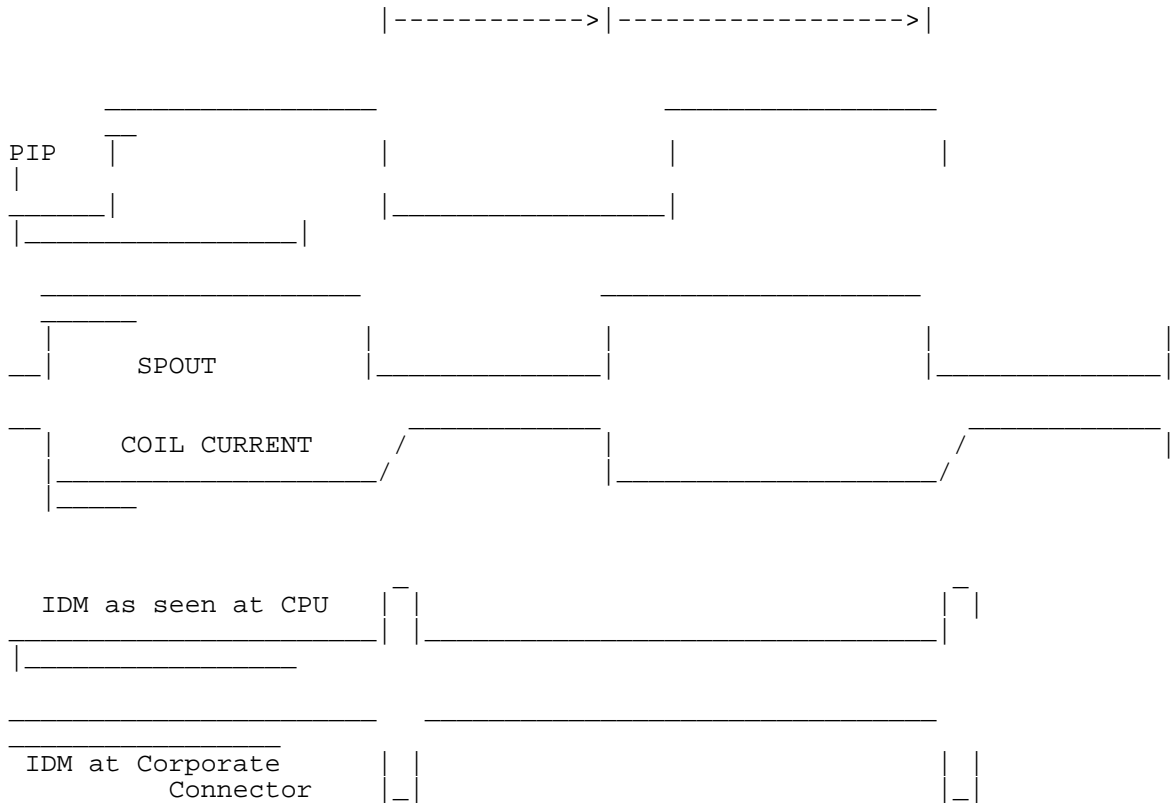 PIP
SPOUT
COIL CURRENT
IDM as seen at CPU
IDM at Corporate
Connector